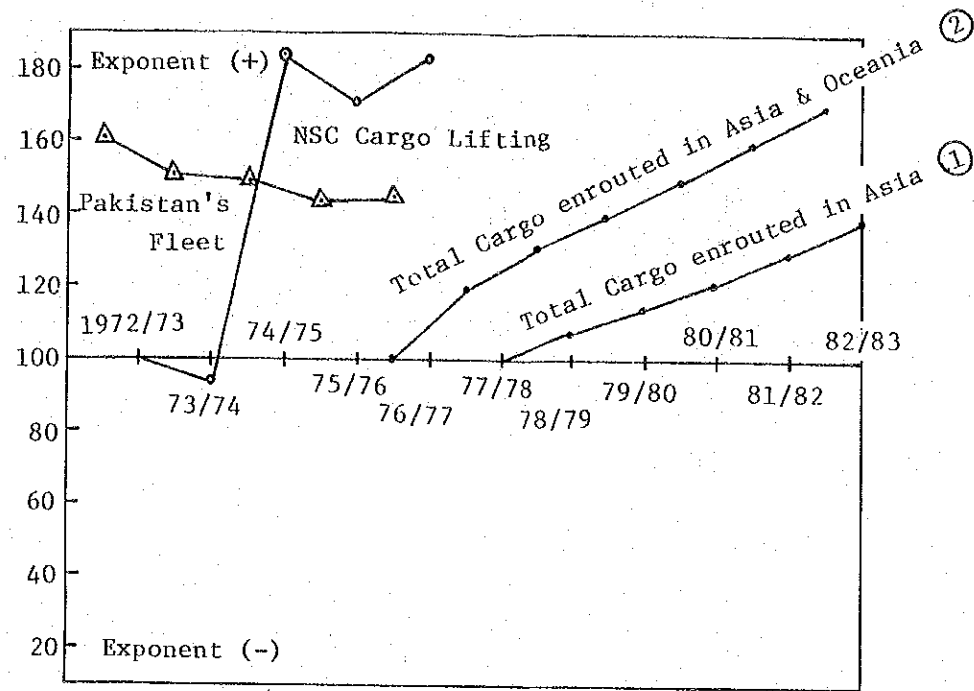 180
160
140
120
100
80
60
40
20
Exponent (+)
NSC Cargo Lifting
Pakistan's
Fleet
Total Cargo enrouted in Asia & Oceania ②
Total Cargo enrouted in Asia ①
1972/73
73/74
74/75
75/76
76/77
77/78
78/79
79/80
80/81
81/82
82/83
Exponent (-)